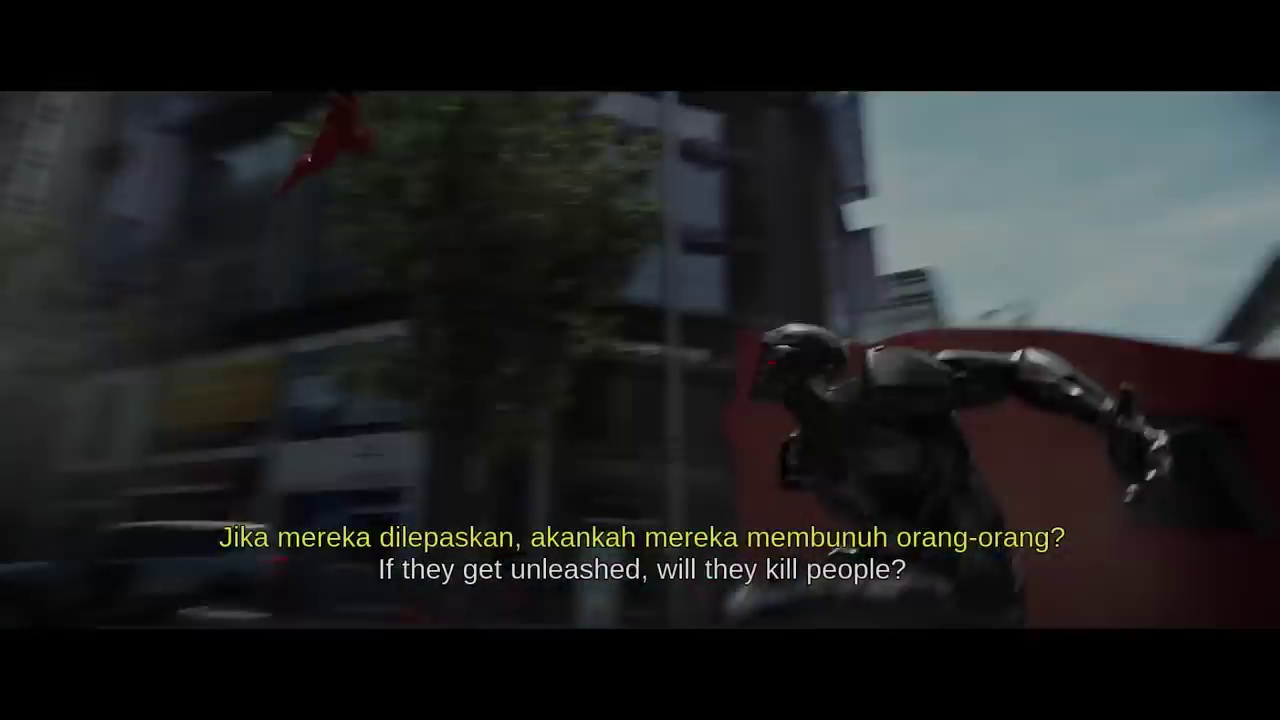 Jika mereka dilepaskan, akankah mereka membunuh orang-orang?
If they get unleashed, will they kill people?